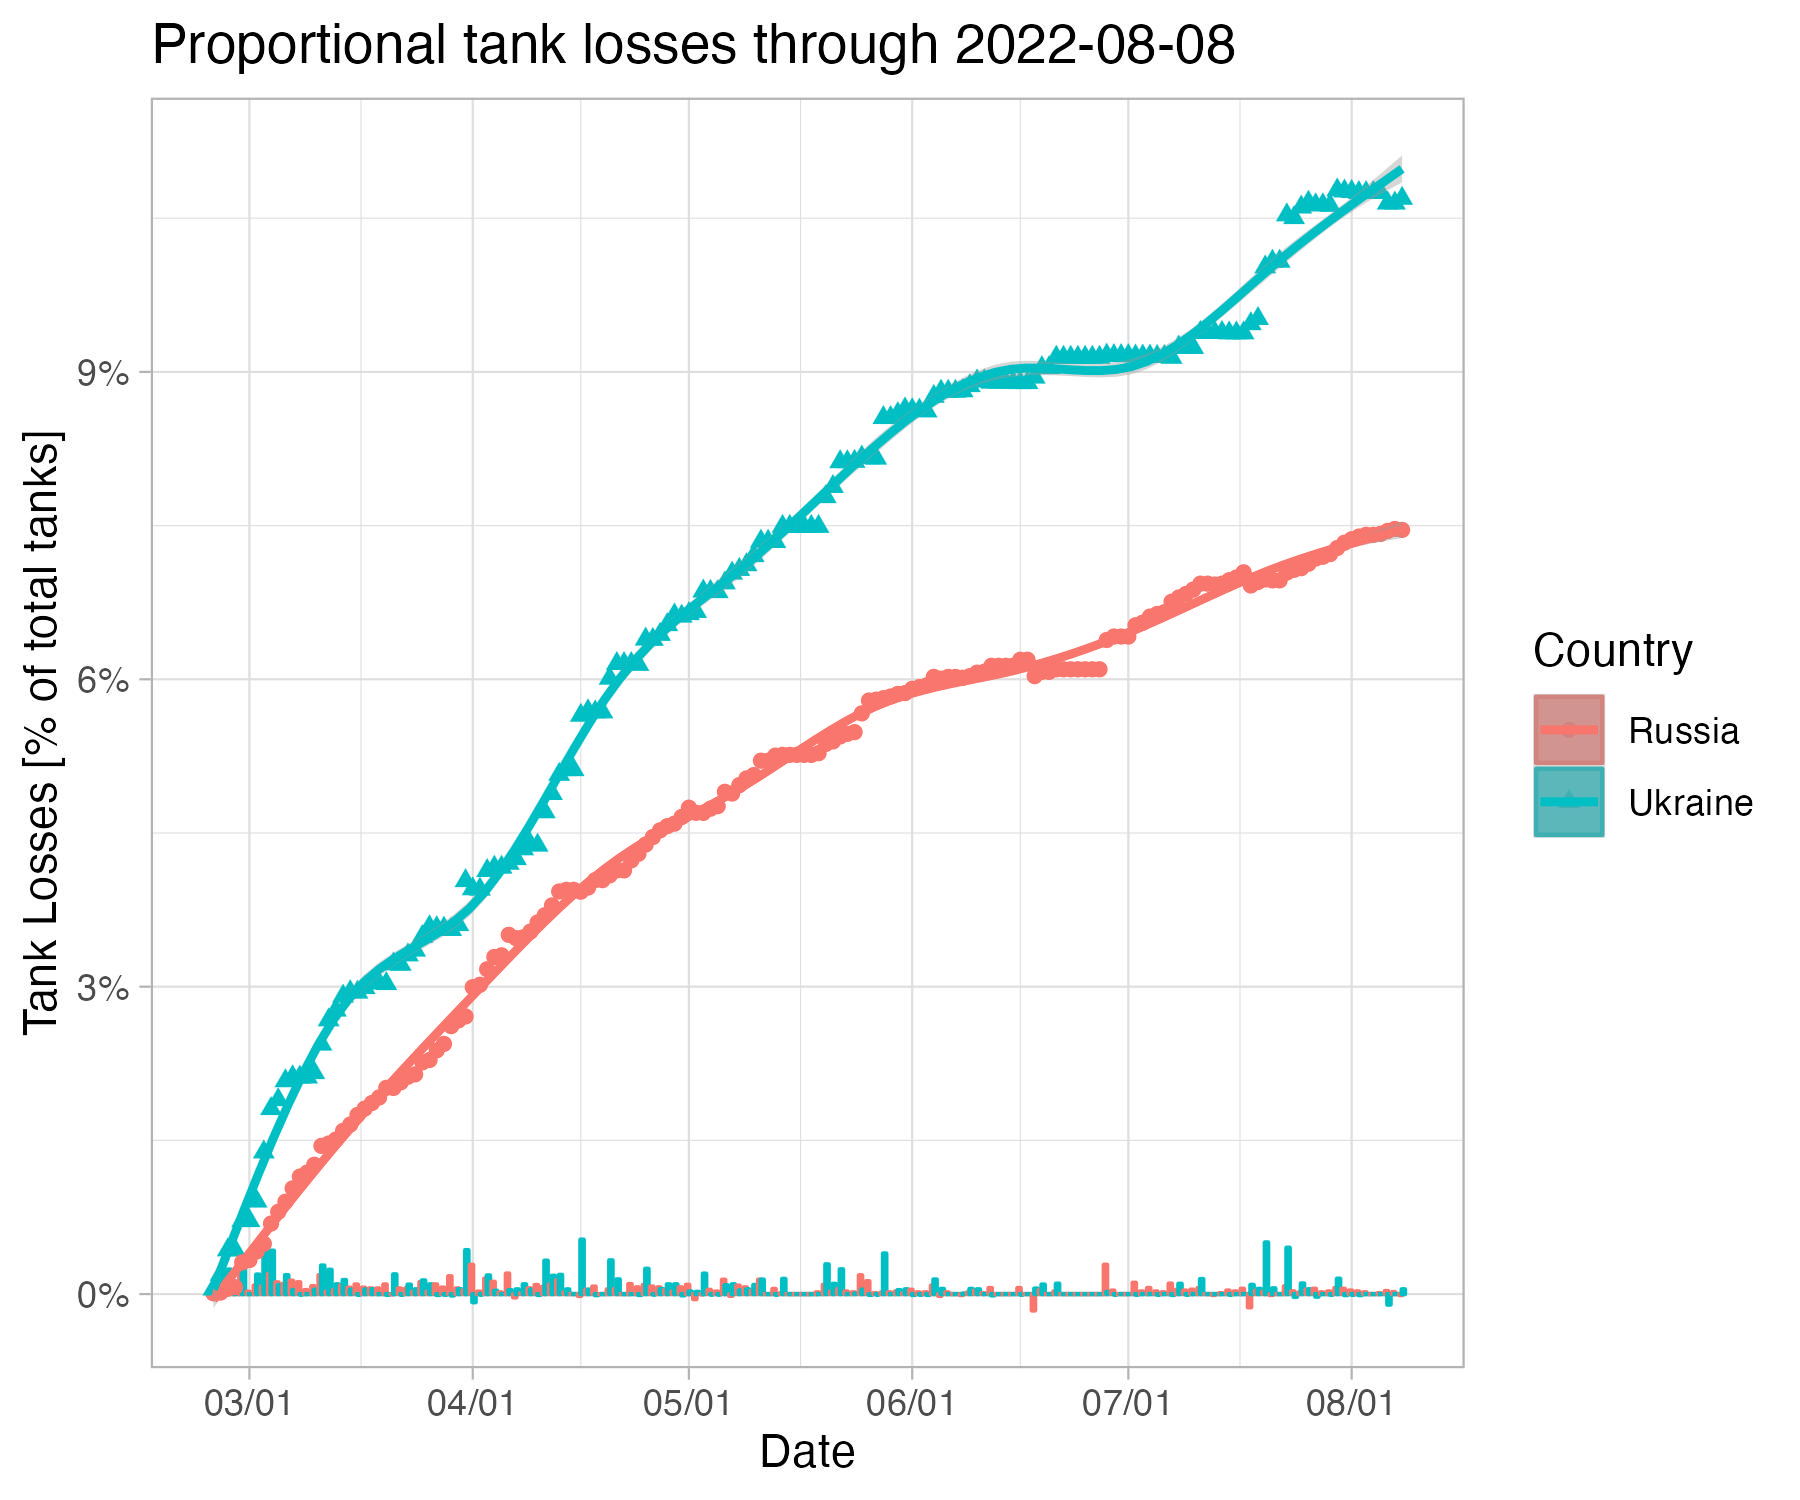 Proportional tank losses through 2022-08-08
Tank Losses [% of total tanks]
9%
6%
3%
0%
03/01
04/01
05/01
06/01
07/01
08/01
Date
Country
Russia
Ukraine